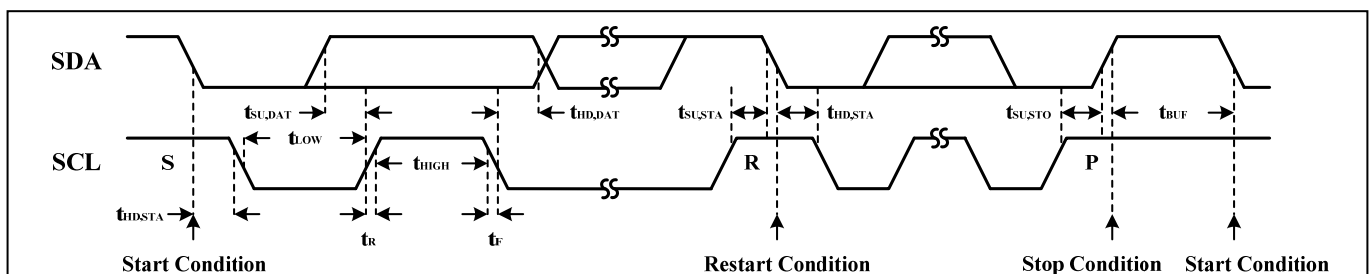 SDA
tSU,DAT tHD,DAT tSU,STA tHD,STA tSU,STO tBUF
tLOW
SCL S tHIGH R P
tHD,STA
tR tF
Start Condition Restart Condition Stop Condition Start Condition